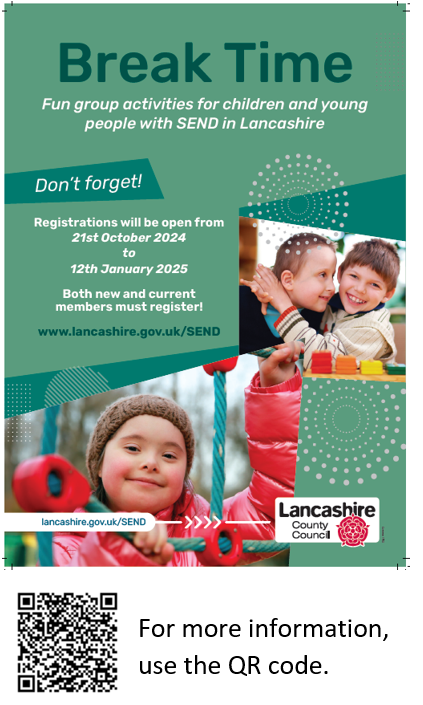 Break Time
Fun group activities for children and young
people with SEND in Lancashire
Don't forget!
Registrations will be open from
21st October 2024
to
12th January 2025
Both new and current
members must register!
www.lancashire.gov.uk/SEND
lancashire.gov.uk/SEND
Lancashire
County
Council
For more information,
use the QR code.